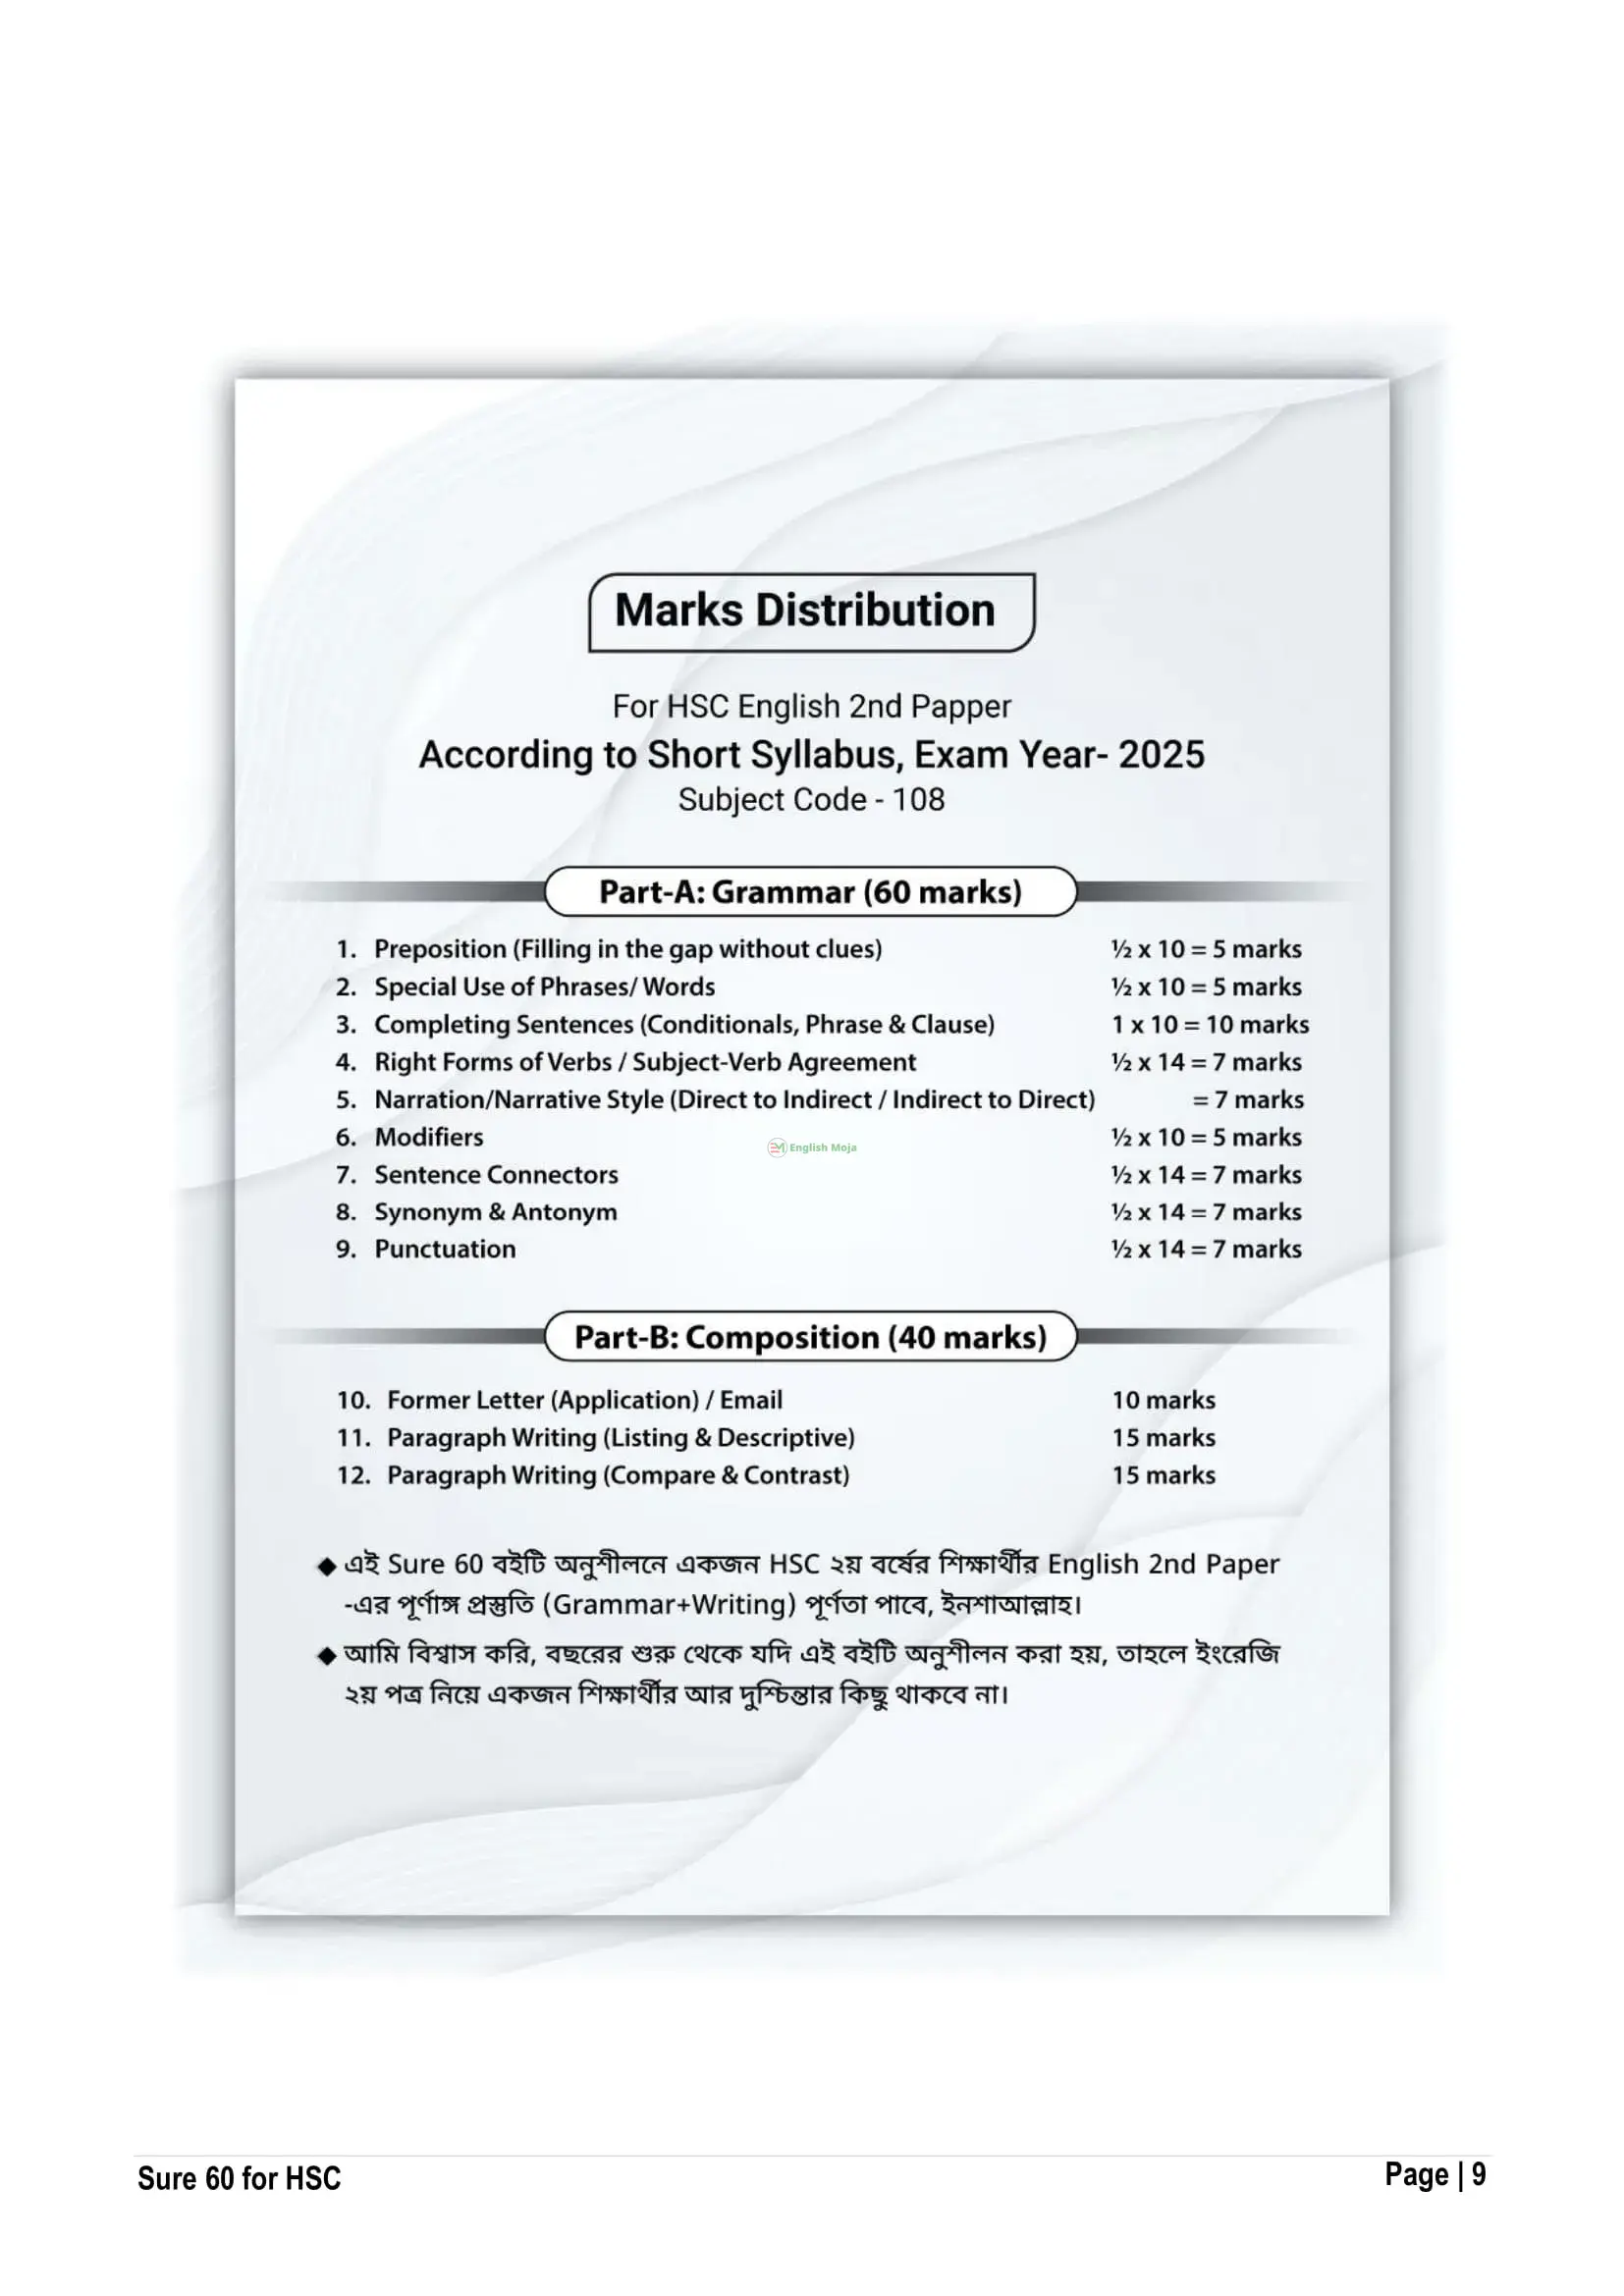 Marks Distribution
For HSC English 2nd Papper
According to Short Syllabus, Exam Year- 2025
Subject Code - 108
Part-A: Grammar (60 marks)
1. Preposition (Filling in the gap without clues) ½ x 10 = 5 marks
2. Special Use of Phrases/ Words ½ x 10 = 5 marks
3. Completing Sentences (Conditionals, Phrase & Clause) 1 x 10 = 10 marks
4. Right Forms of Verbs / Subject-Verb Agreement ½ x 14 = 7 marks
5. Narration/Narrative Style (Direct to Indirect / Indirect to Direct) = 7 marks
6. Modifiers ½ x 10 = 5 marks
EM English Moja
7. Sentence Connectors ½ x 14 = 7 marks
8. Synonym & Antonym ½ x 14 = 7 marks
9. Punctuation ½ x 14 = 7 marks
Part-B: Composition (40 marks)
10. Former Letter (Application) / Email 10 marks
11. Paragraph Writing (Listing & Descriptive) 15 marks
12. Paragraph Writing (Compare & Contrast) 15 marks
◆ এই Sure 60 বইটি অনুশীলনে একজন HSC ২য় বর্ষের শিক্ষার্থীর English 2nd Paper
-এর পূর্ণাঙ্গ প্রস্তুতি (Grammar+Writing) পূর্ণতা পাবে, ইনশাআল্লাহ।
◆ আমি বিশ্বাস করি, বছরের শুরু থেকে যদি এই বইটি অনুশীলন করা হয়, তাহলে ইংরেজি
২য় পত্র নিয়ে একজন শিক্ষার্থীর আর দুশ্চিন্তার কিছু থাকবে না।
Sure 60 for HSC Page | 9